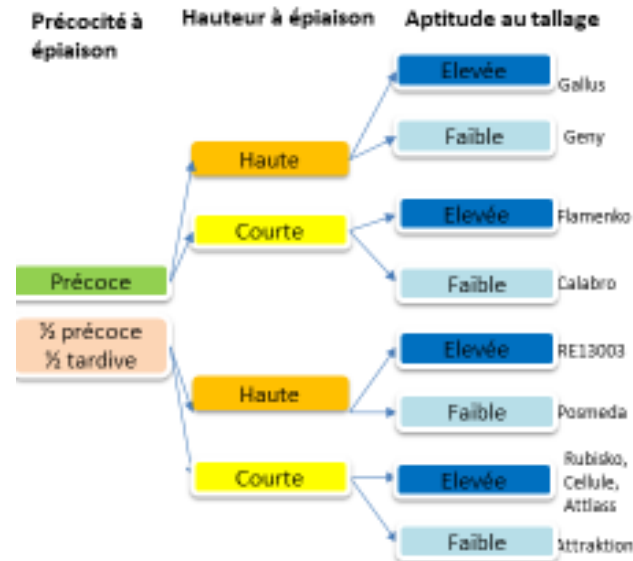 Précocité à
épiaison
Hauteur à épiaison
Aptitude au tallage
Elevée
Gallus
Haute
Faible
Geny
Courte
Elevée
Flamenko
Précoce
Faible
Calabro
½ précoce
½ tardive
Elevée
RE13003
Haute
Faible
Posmeda
Courte
Elevée
Rubisko,
Cellule,
Attlass
Faible
Attraktion